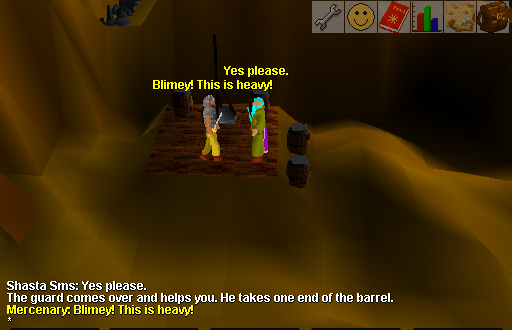 Yes please.
Blimey! This is heavy!
Shasta Sms: Yes please.
The guard comes over and helps you. He takes one end of the barrel.
Mercenary: Blimey! This is heavy!
*